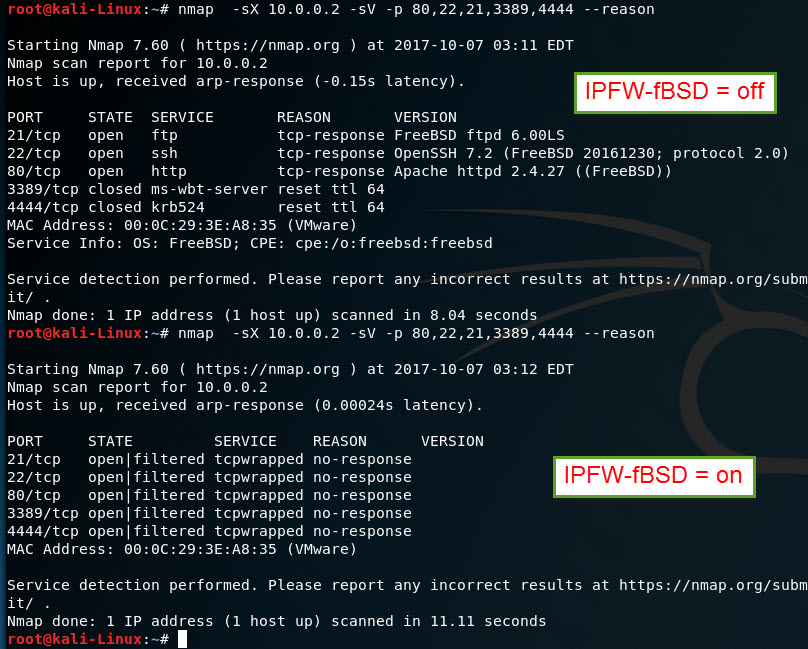 root@kali-Linux:~# nmap  -sX 10.0.0.2 -sV -p 80,22,21,3389,4444 --reason
Starting Nmap 7.60 ( https://nmap.org ) at 2017-10-07 03:11 EDT
Nmap scan report for 10.0.0.2
Host is up, received arp-response (-0.15s latency).
IPFW-fBSD = off
PORT     STATE  SERVICE       REASON       VERSION
21/tcp   open   ftp           tcp-response FreeBSD ftpd 6.00LS
22/tcp   open   ssh           tcp-response OpenSSH 7.2 (FreeBSD 20161230; protocol 2.0)
80/tcp   open   http          tcp-response Apache httpd 2.4.27 ((FreeBSD))
3389/tcp closed ms-wbt-server reset ttl 64
4444/tcp closed krb524        reset ttl 64
MAC Address: 00:0C:29:3E:A8:35 (VMware)
Service Info: OS: FreeBSD; CPE: cpe:/o:freebsd:freebsd
Service detection performed. Please report any incorrect results at https://nmap.org/subm
it/ .
Nmap done: 1 IP address (1 host up) scanned in 8.04 seconds
root@kali-Linux:~# nmap  -sX 10.0.0.2 -sV -p 80,22,21,3389,4444 --reason
Starting Nmap 7.60 ( https://nmap.org ) at 2017-10-07 03:12 EDT
Nmap scan report for 10.0.0.2
Host is up, received arp-response (0.00024s latency).
PORT     STATE         SERVICE    REASON      VERSION
21/tcp   open|filtered tcpwrapped no-response
22/tcp   open|filtered tcpwrapped no-response
IPFW-fBSD = on
80/tcp   open|filtered tcpwrapped no-response
3389/tcp open|filtered tcpwrapped no-response
4444/tcp open|filtered tcpwrapped no-response
MAC Address: 00:0C:29:3E:A8:35 (VMware)
Service detection performed. Please report any incorrect results at https://nmap.org/subm
it/ .
Nmap done: 1 IP address (1 host up) scanned in 11.11 seconds
root@kali-Linux:~#